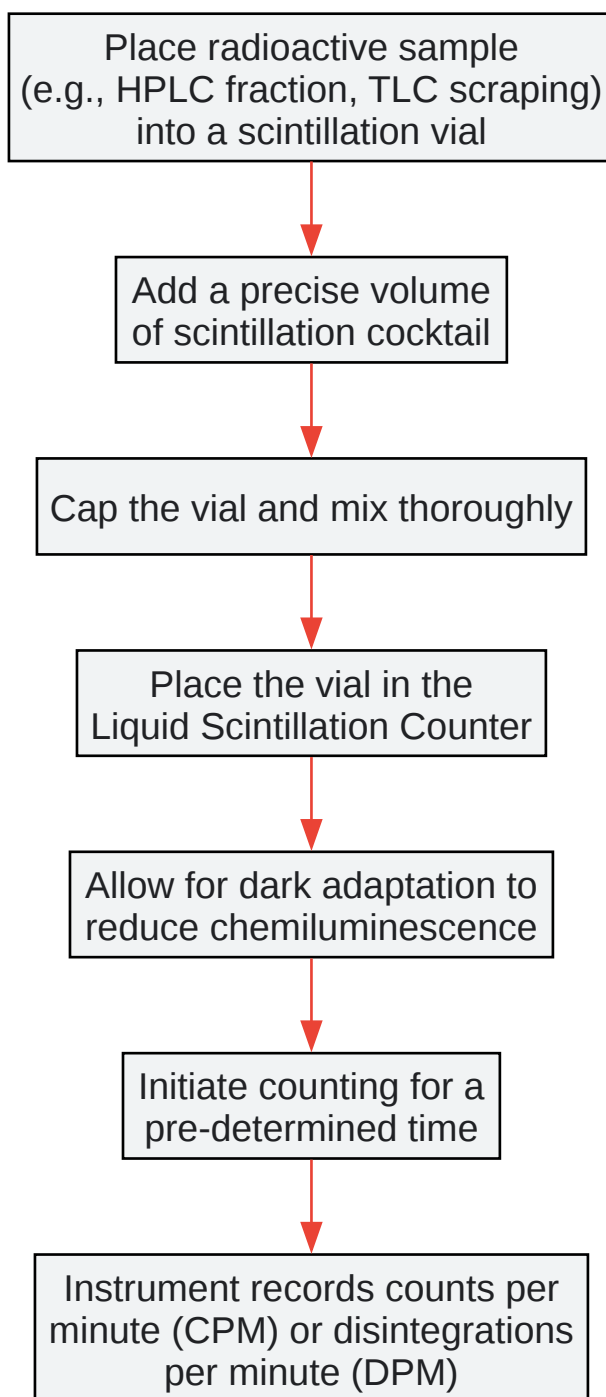 Place radioactive sample
(e.g., HPLC fraction, TLC scraping)
into a scintillation vial
Add a precise volume
of scintillation cocktail
Cap the vial and mix thoroughly
Place the vial in the
Liquid Scintillation Counter
Allow for dark adaptation to
reduce chemiluminescence
Initiate counting for a
pre-determined time
Instrument records counts per
minute (CPM) or disintegrations
per minute (DPM)